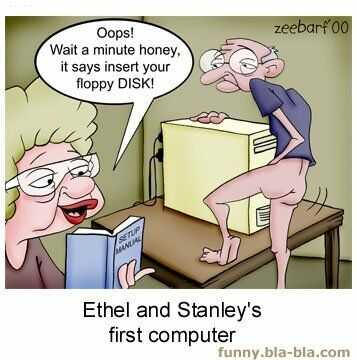 zeebarf'00
Oops!
Wait a minute honey,
it says insert your
floppy DISK!
SETUP
MANUAL
Ethel and Stanley's
first computer
funny.bla-bla.com